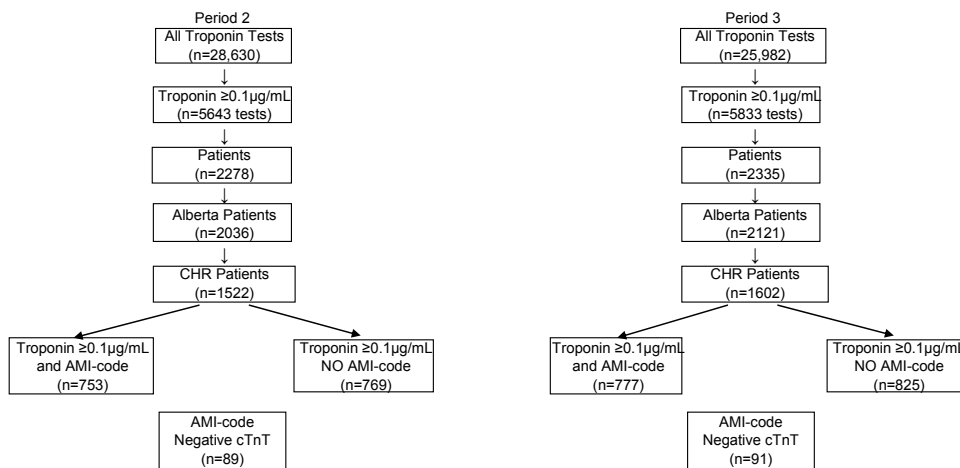 Period 2
All Troponin Tests
(n=28,630)
↓
Troponin ≥0.1µg/mL
(n=5643 tests)
↓
Patients
(n=2278)
↓
Alberta Patients
(n=2036)
↓
CHR Patients
(n=1522)
Troponin ≥0.1µg/mL
and AMI-code
(n=753)
Troponin ≥0.1µg/mL
NO AMI-code
(n=769)
AMI-code
Negative cTnT
(n=89)
Period 3
All Troponin Tests
(n=25,982)
↓
Troponin ≥0.1µg/mL
(n=5833 tests)
↓
Patients
(n=2335)
↓
Alberta Patients
(n=2121)
↓
CHR Patients
(n=1602)
Troponin ≥0.1µg/mL
and AMI-code
(n=777)
Troponin ≥0.1µg/mL
NO AMI-code
(n=825)
AMI-code
Negative cTnT
(n=91)